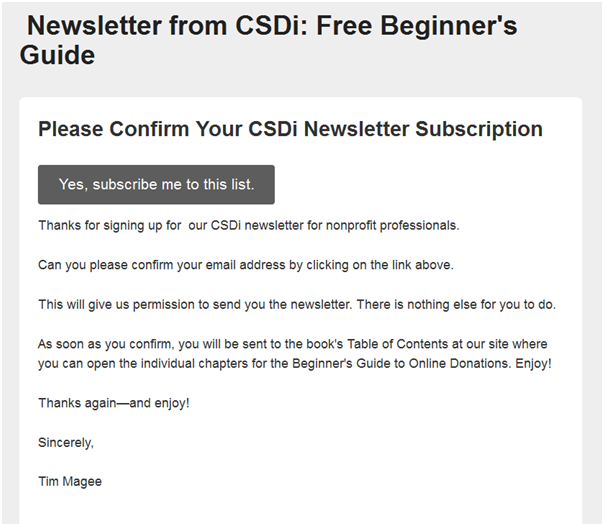 Newsletter from CSDi: Free Beginner's
Guide
Please Confirm Your CSDi Newsletter Subscription
Yes, subscribe me to this list.
Thanks for signing up for  our CSDi newsletter for nonprofit professionals.
Can you please confirm your email address by clicking on the link above.
This will give us permission to send you the newsletter. There is nothing else for you to do.
As soon as you confirm, you will be sent to the book's Table of Contents at our site where
you can open the individual chapters for the Beginner's Guide to Online Donations. Enjoy!
Thanks again—and enjoy!
Sincerely,
Tim Magee